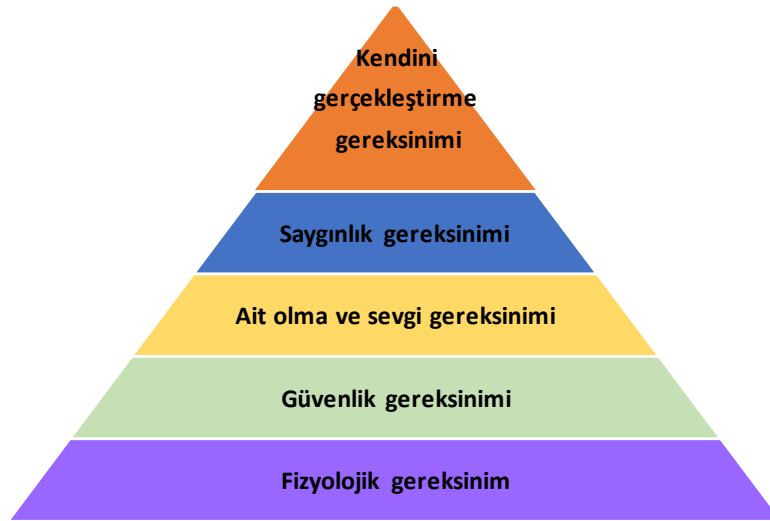 Kendini
gerçekleştirme
gereksinimi
Saygınlık gereksinimi
Ait olma ve sevgi gereksinimi
Güvenlik gereksinimi
Fizyolojik gereksinim